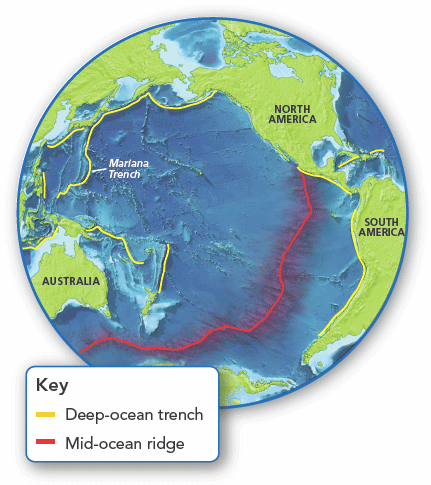 NORTH
AMERICA
Mariana
Trench
SOUTH
AMERICA
AUSTRALIA
Key
Deep-ocean trench
Mid-ocean ridge